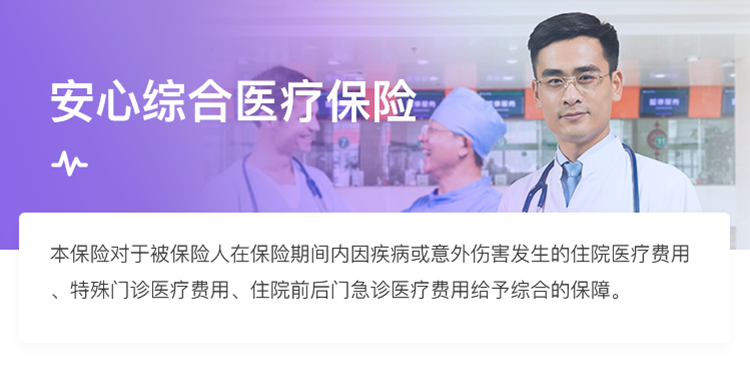 安心综合医疗保险
本保险对于被保险人在保险期间内因疾病或意外伤害发生的住院医疗费用
、特殊门诊医疗费用、住院前后门急诊医疗费用给予综合的保障。